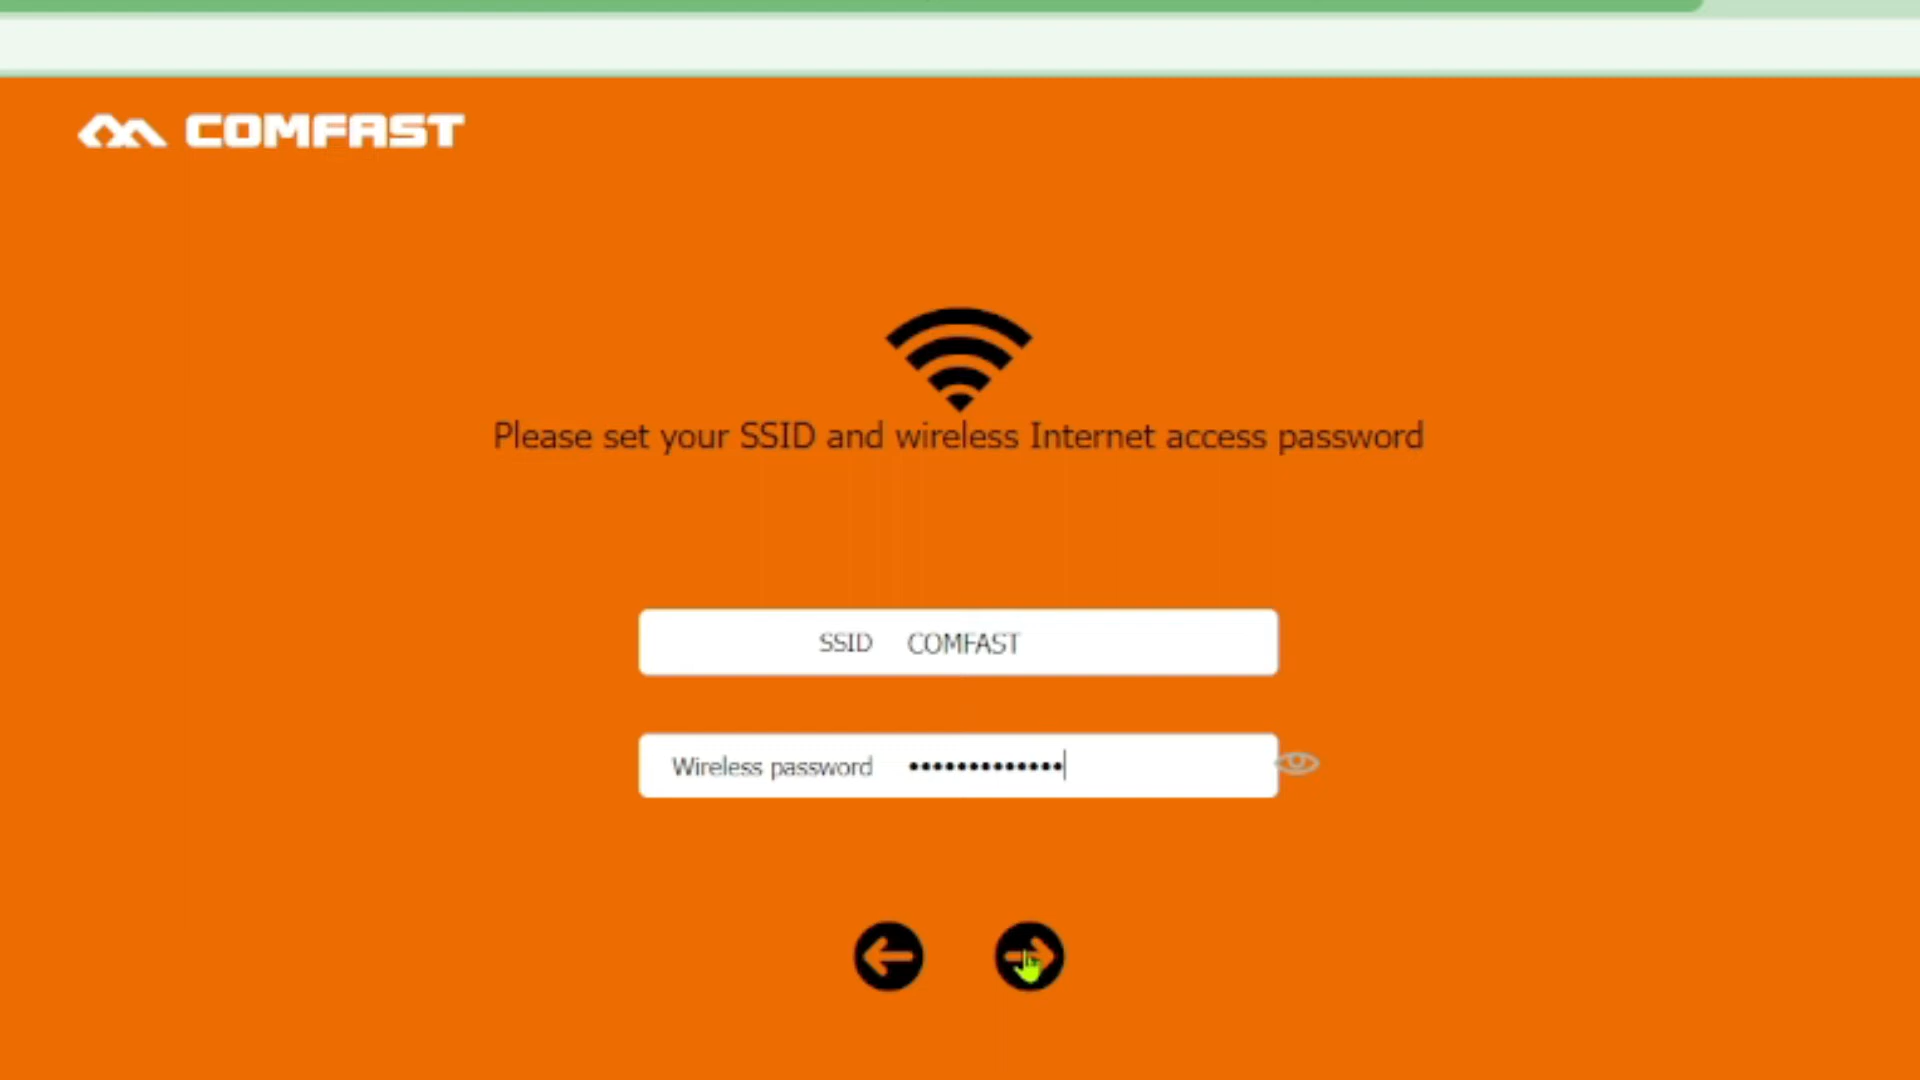 COMFAST
Please set your SSID and wireless Internet access password
SSID COMFAST
Wireless password •••••••••••••